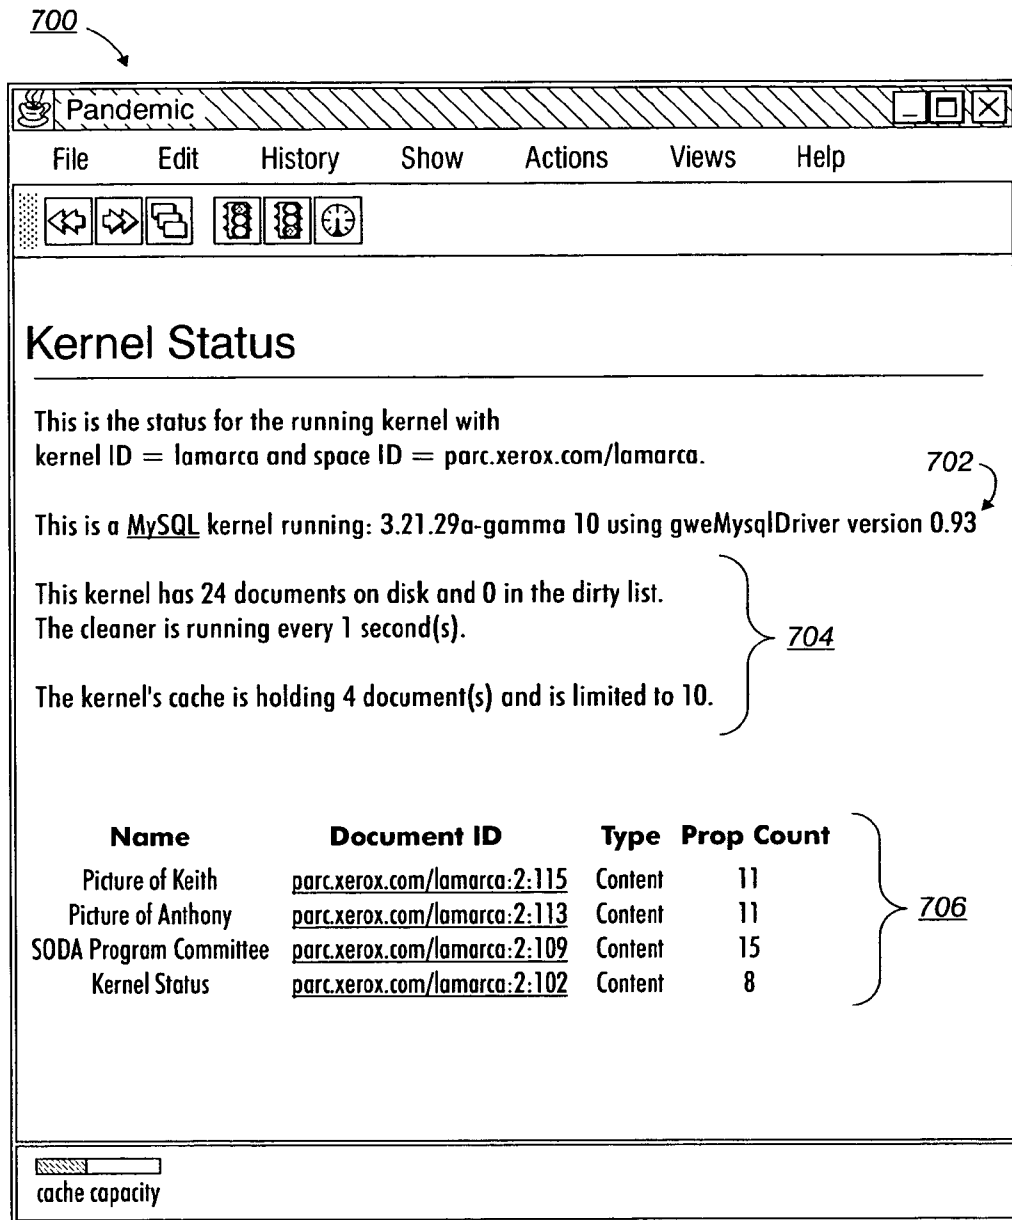 700
Pandemic
File Edit History Show Actions Views Help
Kernel Status
This is the status for the running kernel with
kernel ID = lamarca and space ID = parc.xerox.com/lamarca.
702
This is a MySQL kernel running: 3.21.29a-gamma 10 using gweMysqlDriver version 0.93
This kernel has 24 documents on disk and 0 in the dirty list.
The cleaner is running every 1 second(s).
704
The kernel's cache is holding 4 document(s) and is limited to 10.
Name Document ID Type Prop Count
Picture of Keith parc.xerox.com/lamarca:2:115 Content 11
Picture of Anthony parc.xerox.com/lamarca:2:113 Content 11
706
SODA Program Committee parc.xerox.com/lamarca:2:109 Content 15
Kernel Status parc.xerox.com/lamarca:2:102 Content 8
cache capacity